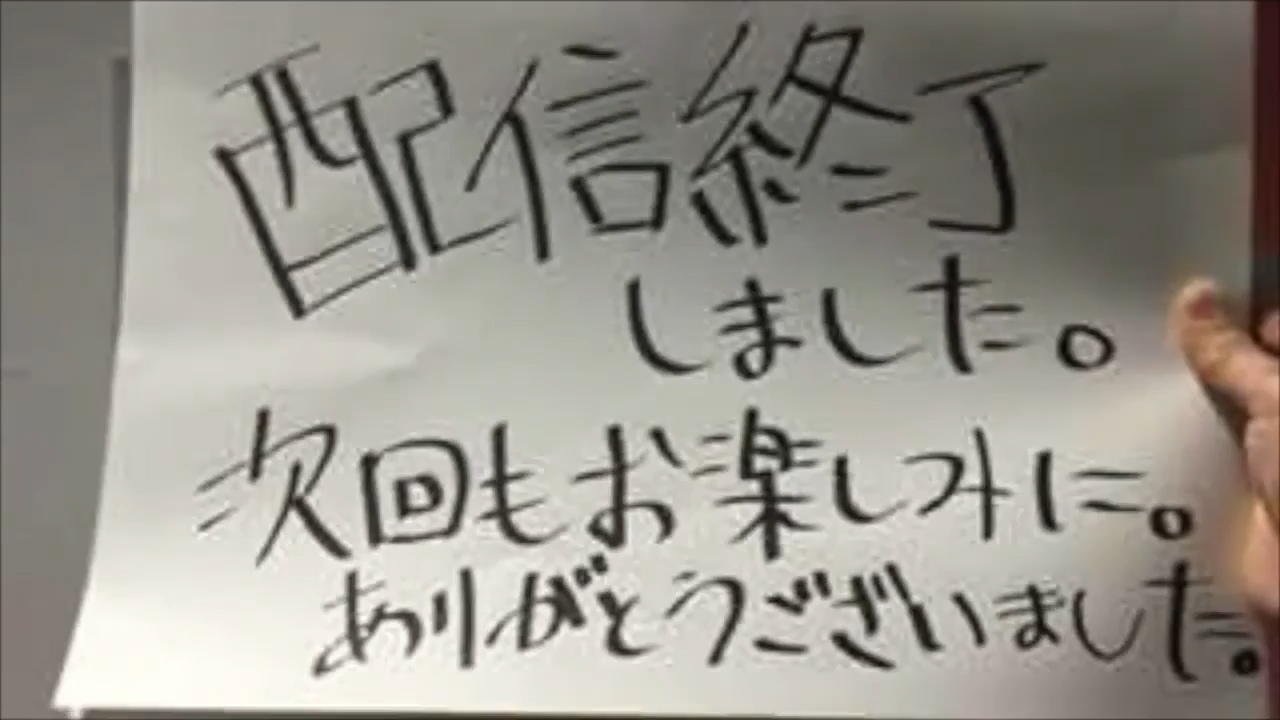 配信終了
しました。
次回もお楽しみに。
ありがとうございました。